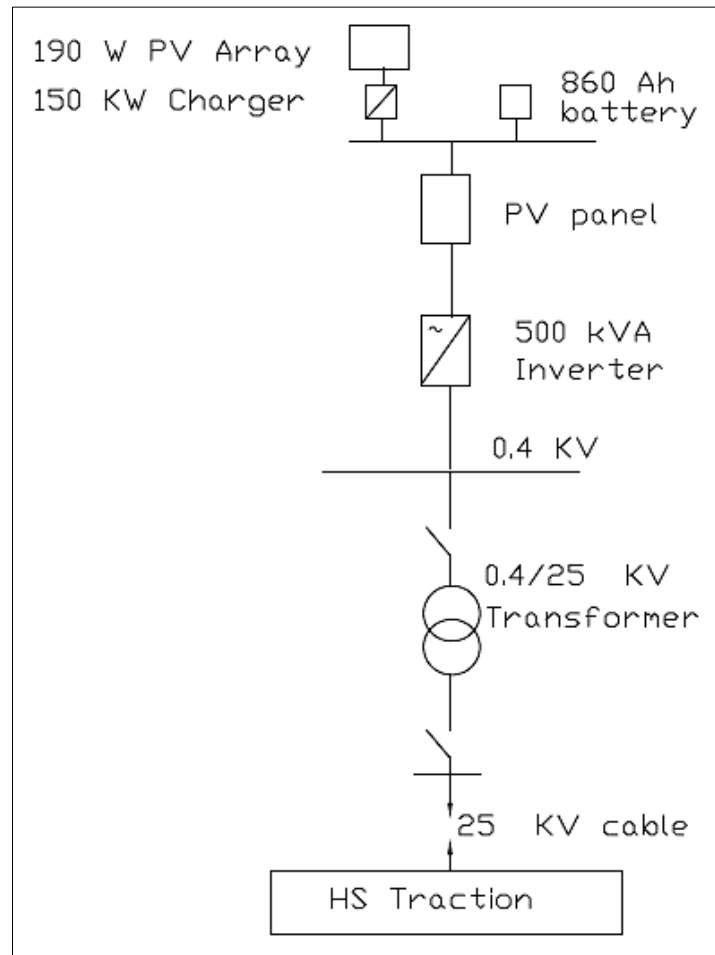 190 W PV Array
150 KW Charger
860 Ah
battery
PV panel
~
500 kVA
Inverter
0.4 KV
0.4/25 KV
Transformer
25 KV cable
HS Traction